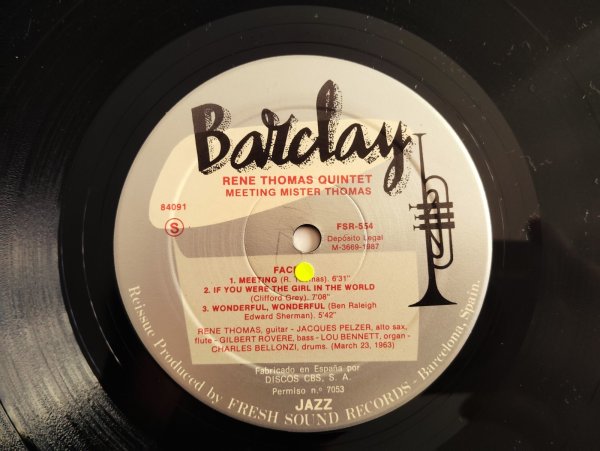 Barclay
RENE THOMAS QUINTET
MEETING MISTER THOMAS
84091
S
FSR-554
Depósito Legal
M-3669-1987
1. MEETING 6'31"
2. IF YOU WERE THE GIRL IN THE WORLD
(Clifford Grey). 7'08"
3. WONDERFUL, WONDERFUL (Ben Raleigh
Edward Sherman). 5'42"
RENE THOMAS, guitar - JACQUES PELZER, alto sax,
flute - GILBERT ROVERE, bass - LOU BENNETT, organ -
CHARLES BELLONZI, drums. (March 23, 1963)
Fabricado en España por
DISCOS CBS, S. A.
Permiso n.º 7053
JAZZ
Reissue Produced by FRESH SOUND RECORDS - Barcelona, Spain.